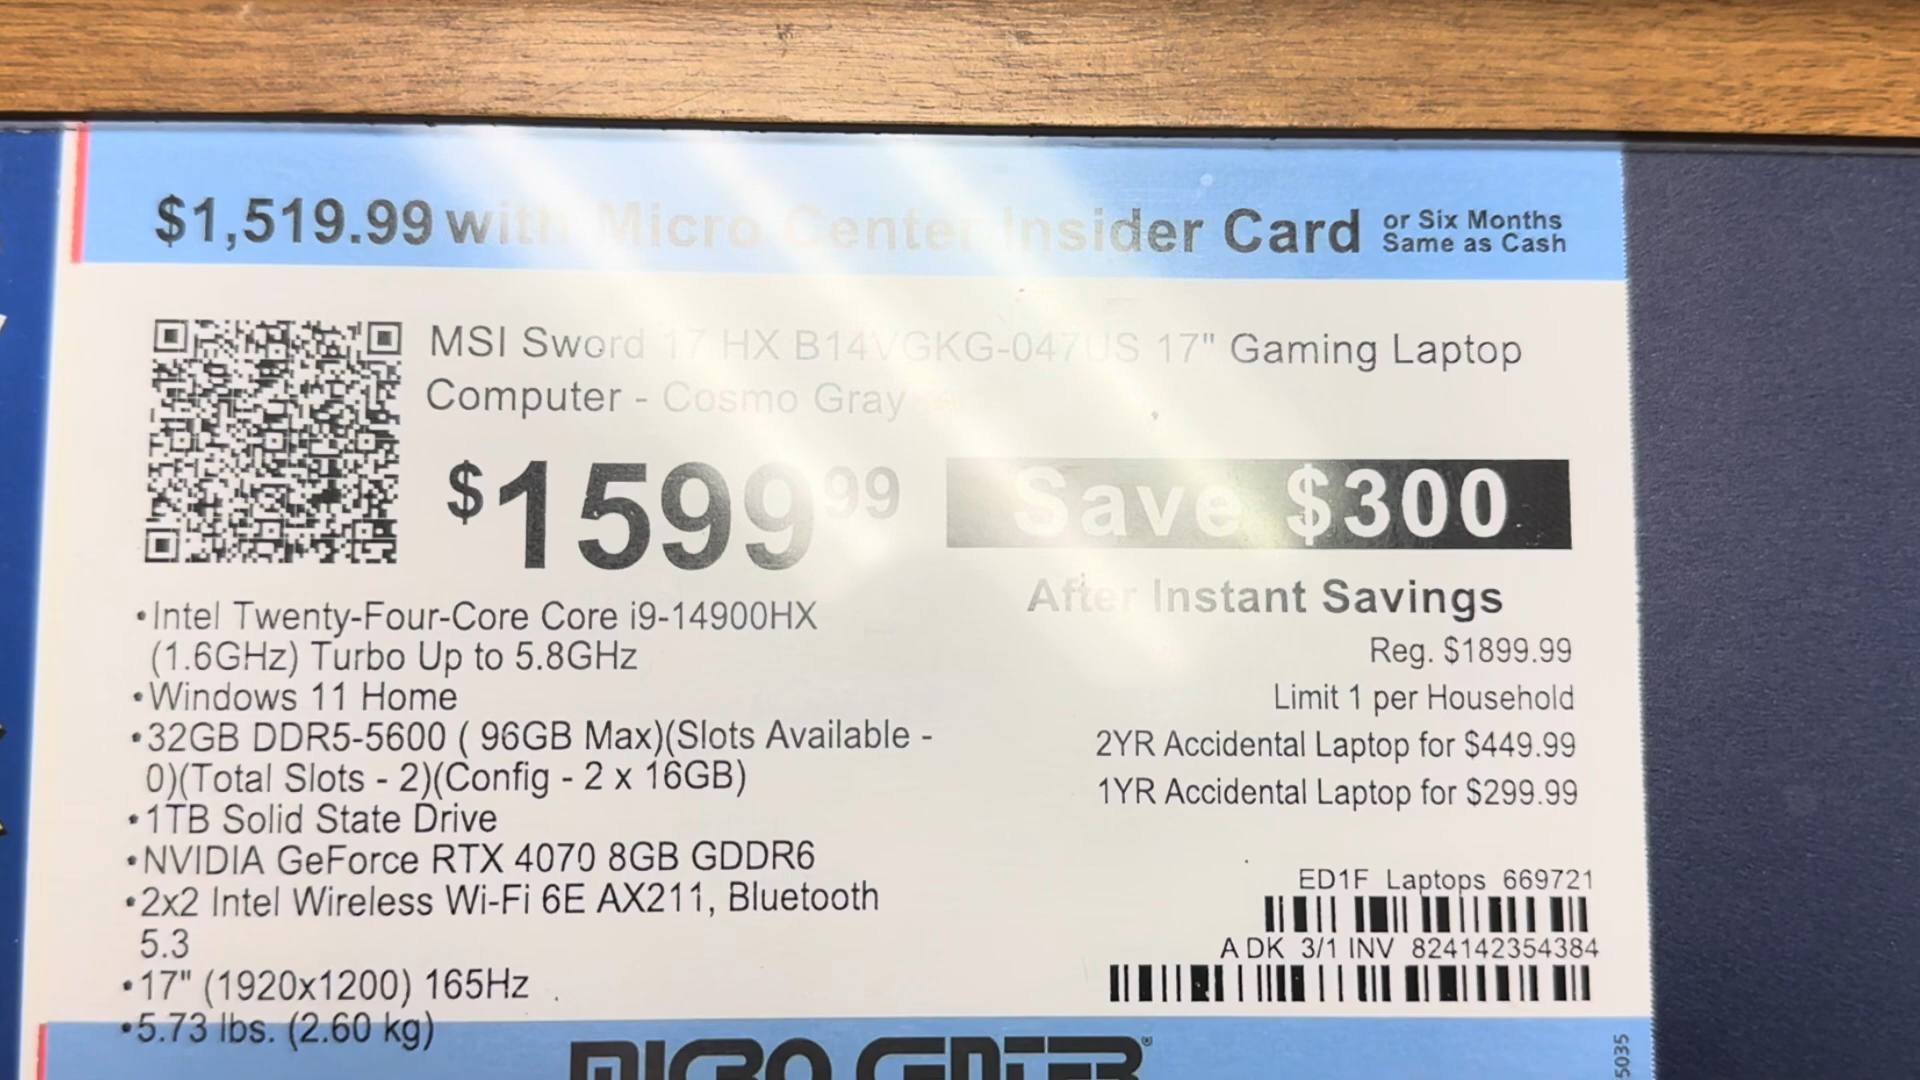 $1,519.99 with Micro Center Insider Card
or Six Months
Same as Cash
MSI Sword 17 HX B14VGKG-047US 17" Gaming Laptop
Computer - Cosmo Gray
$1599 99
Save $300
After Instant Savings
Reg. $1899.99
Limit 1 per Household
2YR Accidental Laptop for $449.99
1YR Accidental Laptop for $299.99
•Intel Twenty-Four-Core Core i9-14900HX
(1.6GHz) Turbo Up to 5.8GHz
•Windows 11 Home
•32GB DDR5-5600 ( 96GB Max)(Slots Available -
0)(Total Slots - 2)(Config - 2 x 16GB)
•1TB Solid State Drive
•NVIDIA GeForce RTX 4070 8GB GDDR6
•2x2 Intel Wireless Wi-Fi 6E AX211, Bluetooth
5.3
•17" (1920x1200) 165Hz
•5.73 lbs. (2.60 kg)
ED1F Laptops 669721
A DK 3/1 INV 824142354384
MICRO CENTER®
5035